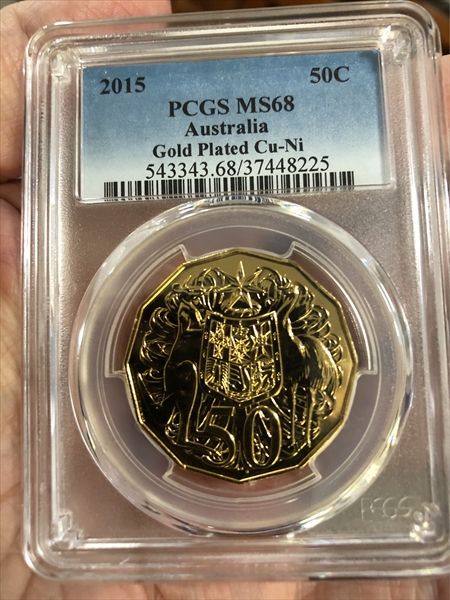 2015 50C
PCGS MS68
Australia
Gold Plated Cu-Ni
543343.68/37448225
50
PCGS